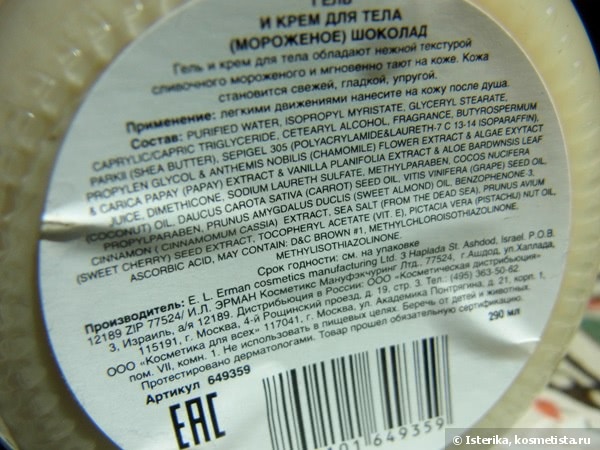 ГЕЛЬ
И КРЕМ ДЛЯ ТЕЛА
(МОРОЖЕНОЕ) ШОКОЛАД
Гель и крем для тела обладают нежной текстурой
сливочного мороженого и мгновенно тают на коже. Кожа
становится свежей, гладкой, упругой.
Применение: легкими движениями нанесите на кожу после душа.
Состав: PURIFIED WATER, ISOPROPYL MYRISTATE, GLYCERYL STEARATE,
CAPRYLIC/CAPRIC TRIGLYCERIDE, CETEARYL ALCOHOL, FRAGRANCE, BUTYROSPERMUM
PARKII (SHEA BUTTER), SEPIGEL 305 (POLYACRYLAMIDE&LAURETH-7 C 13-14 ISOPARAFFIN),
PROPYLEN GLYCOL & ANTHEMIS NOBILIS (CHAMOMILE) FLOWER EXTRACT & ALGAE EXYTACT
& CARICA PAPAY (PAPAY) EXTRACT & VANILLA PLANIFOLIA EXTRACT & ALOE BARDWNSIS LEAF
JUICE, DIMETHICONE, SODIUM LAURETH SULFATE, METHYLPARABEN, COCOS NUCIFERA
(COCONUT) OIL, DAUCUS CAROTA SATIVA (CARROT) SEED OIL, VITIS VINIFERA (GRAPE) SEED OIL,
PROPYLPARABEN, PRUNUS AMYGDALUS DULCIS (SWEET ALMOND) OIL, BENZOPHENONE-3,
CINNAMON ( CINNAMOMUM CASSIA) EXTRACT, SEA SALT (FROM THE DEAD SEA), PRUNUS AVIUM
(SWEET CHERRY) SEED EXTRACT, TOCOPHERYL ACETATE (VIT. E), PICTACIA VERA (PISTACHIU) NUT OIL,
ASCORBIC ACID, MAY CONTAIN: D&C BROWN #1, METHYLCHLOROISTHIAZOLINONE,
METHYLISOTHIAZOLINONE.
Срок годности: см. на упаковке
Производитель: E. L. Erman cosmetics manufacturing Ltd. 3 Haplada St. Ashdod, Israel. P.O.B.
12189 ZIP 77524/ И.Л. ЭРМАН Косметикс Мануфэкчуринг Лтд. 77524, г.Ашдод, ул.Хаплада,
3, Израиль, а/я 12189. Дистрибьюция в России: ООО «Косметическая дистрибьюция»
115191, г. Москва, 4-й Рощинский проезд, д. 19, стр. 3. Тел.: (495) 363-50-62.
ООО «Косметика для всех» 117041, г. Москва, ул. Академика Понтрягина, д. 21, корп. 1,
пом. VII, комн. 1. Не использовать в пищевых целях. Беречь от детей и животных.
Протестировано дерматологами. Товар прошел обязательную сертификацию.
Артикул 649359
290 мл
EAC
101 649359
© Isterika, kosmetista.ru